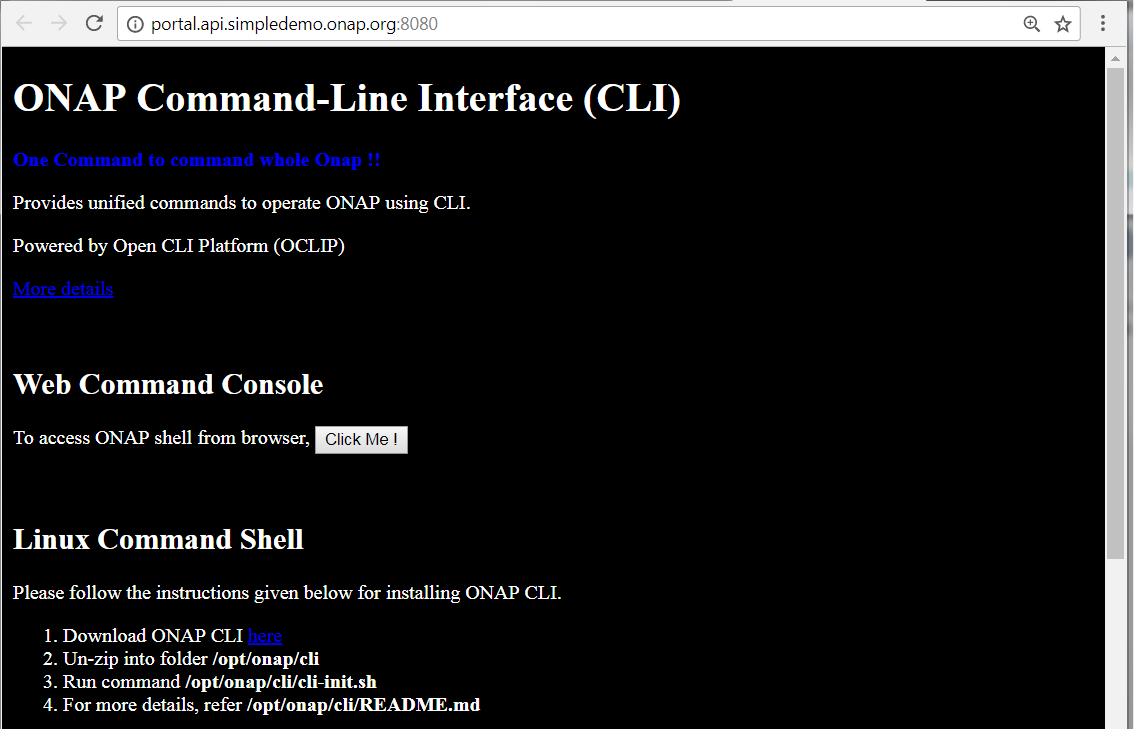 portal.api.simpledemo.onap.org:8080
ONAP Command-Line Interface (CLI)
One Command to command whole Onap !!
Provides unified commands to operate ONAP using CLI.
Powered by Open CLI Platform (OCLIP)
More details
Web Command Console
To access ONAP shell from browser, Click Me !
Linux Command Shell
Please follow the instructions given below for installing ONAP CLI.
1. Download ONAP CLI here
2. Un-zip into folder /opt/onap/cli
3. Run command /opt/onap/cli/cli-init.sh
4. For more details, refer /opt/onap/cli/README.md